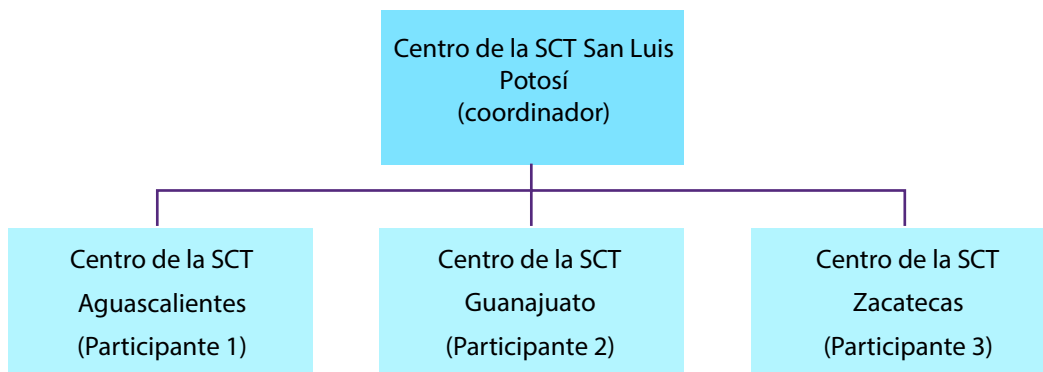 Centro de la SCT San Luis
Potosí
(coordinador)
Centro de la SCT
Aguascalientes
(Participante 1)
Centro de la SCT
Guanajuato
(Participante 2)
Centro de la SCT
Zacatecas
(Participante 3)